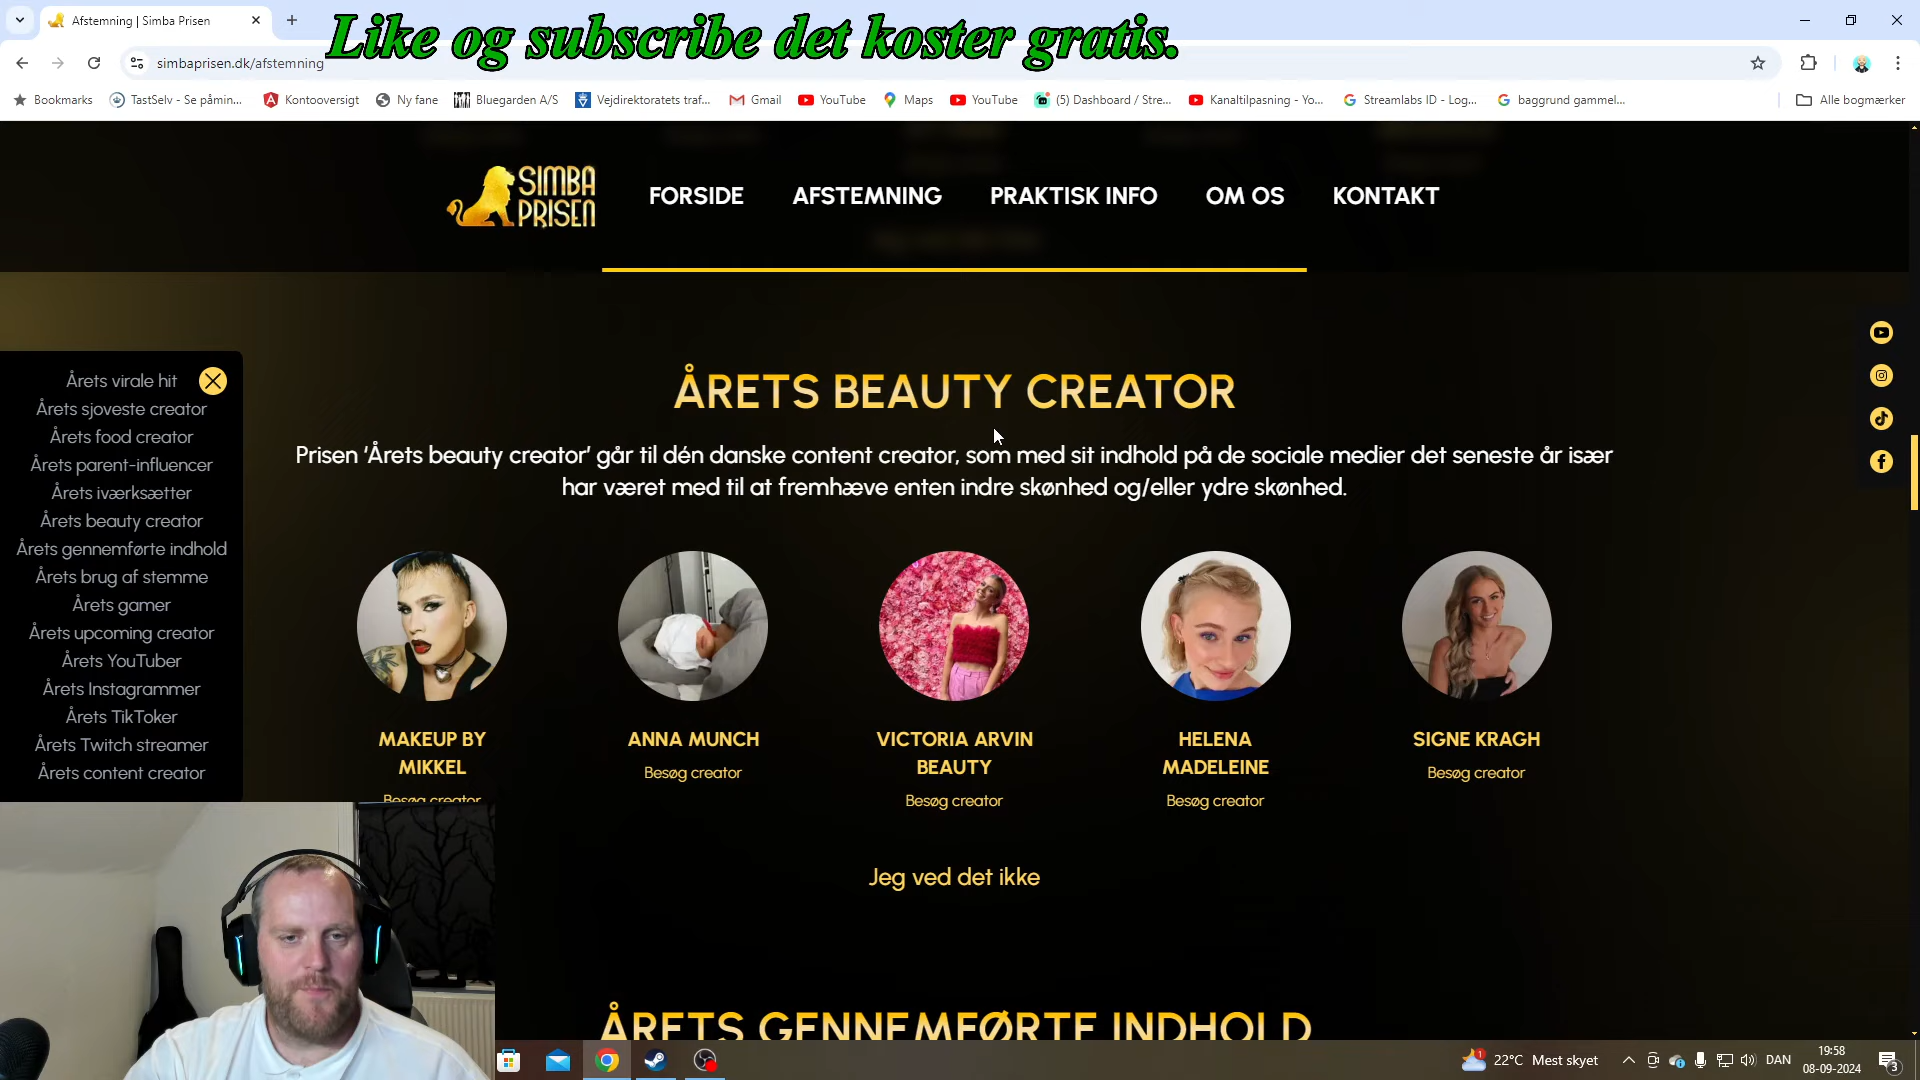 Afstemning | Simba Prisen
Like og subscribe det koster gratis.
simbaprisen.dk/afstemning
Bookmarks
TastSelv - Se påmin...
Kontooversigt
Ny fane
Bluegarden A/S
Vejdirektoratets traf...
Gmail
YouTube
Maps
YouTube
(5) Dashboard / Stre...
Kanaltilpasning - Yo...
Streamlabs ID - Log...
baggrund gammel...
Alle bogmærker
SIMBA
PRISEN
FORSIDE
AFSTEMNING
PRAKTISK INFO
OM OS
KONTAKT
Årets virale hit
Årets sjoveste creator
Årets food creator
Årets parent-influencer
Årets iværksætter
Årets beauty creator
Årets gennemførte indhold
Årets brug af stemme
Årets gamer
Årets upcoming creator
Årets YouTuber
Årets Instagrammer
Årets TikToker
Årets Twitch streamer
Årets content creator
ÅRETS BEAUTY CREATOR
Prisen ‘Årets beauty creator’ går til dén danske content creator, som med sit indhold på de sociale medier det seneste år især
har været med til at fremhæve enten indre skønhed og/eller ydre skønhed.
MAKEUP BY
MIKKEL
Besøg creator
ANNA MUNCH
Besøg creator
VICTORIA ARVIN
BEAUTY
Besøg creator
HELENA
MADELEINE
Besøg creator
SIGNE KRAGH
Besøg creator
Jeg ved det ikke
ÅRETS GENNEMFØRTE INDHOLD
22°C Mest skyet
DAN
19:58
08-09-2024
3